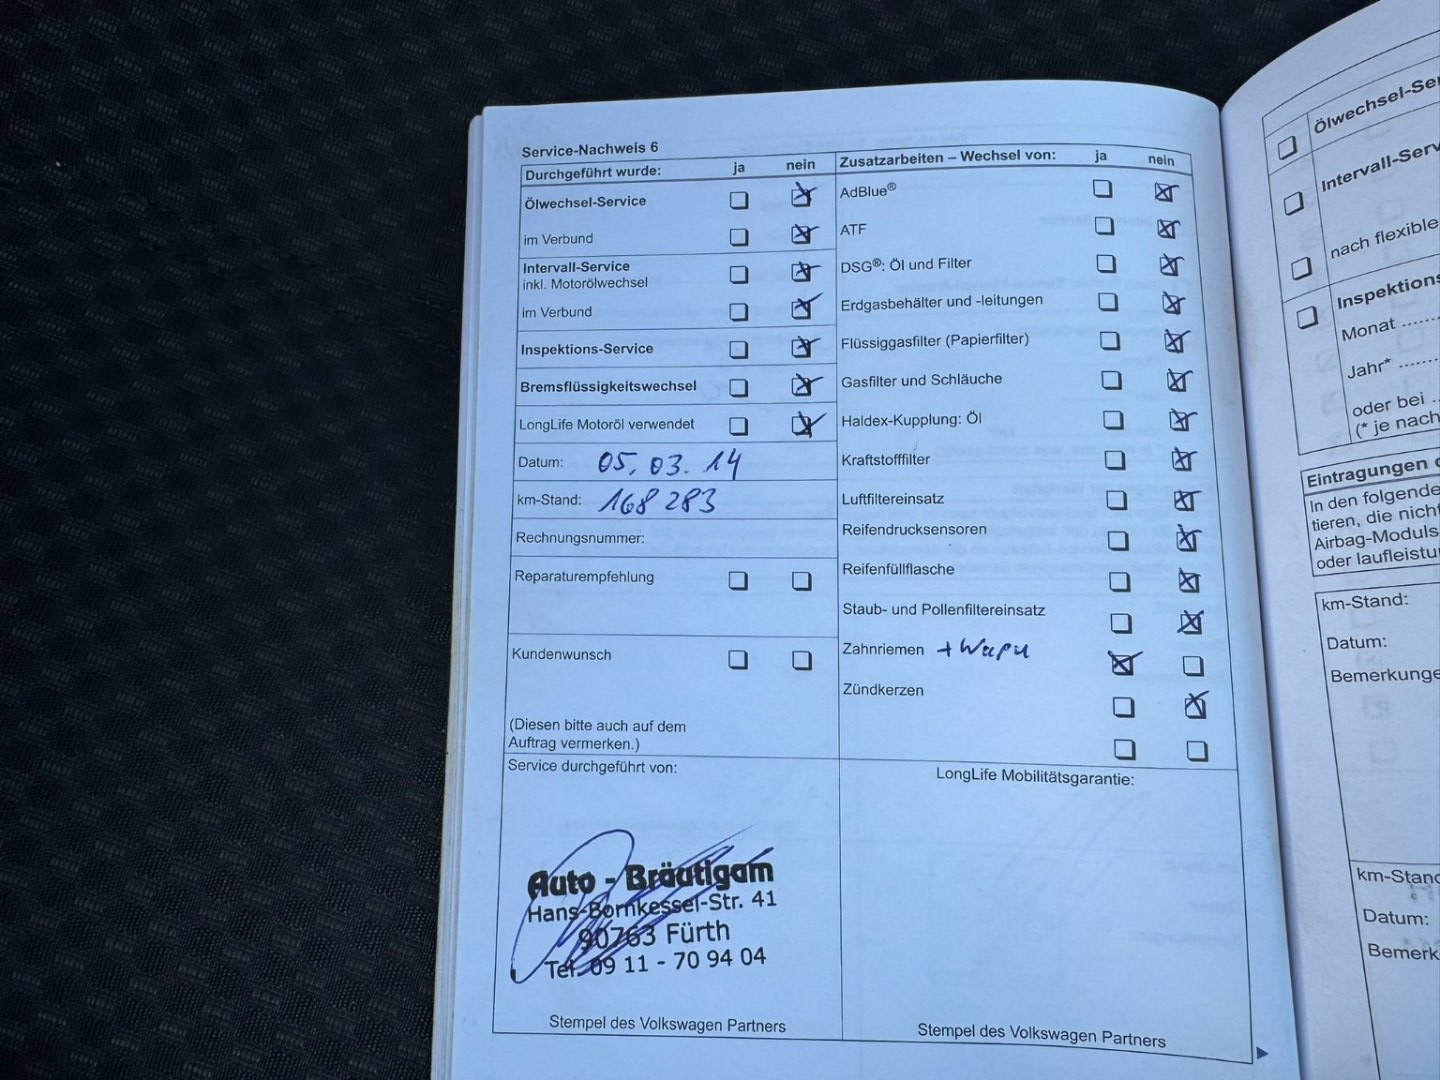 Service-Nachweis 6
Durchgeführt wurde: ja nein
Ölwechsel-Service
im Verbund
Intervall-Service
inkl. Motorölwechsel
im Verbund
Inspektions-Service
Bremsflüssigkeitswechsel
LongLife Motoröl verwendet
Datum: 05.03.14
km-Stand: 168 283
Rechnungsnummer:
Reparaturempfehlung
Kundenwunsch
(Diesen bitte auch auf dem
Auftrag vermerken.)
Service durchgeführt von:
Auto - Bräutigam
Hans-Bornkessel-Str. 41
90763 Fürth
Tel. 09 11 - 70 94 04
Stempel des Volkswagen Partners
Zusatzarbeiten – Wechsel von: ja nein
AdBlue®
ATF
DSG®: Öl und Filter
Erdgasbehälter und -leitungen
Flüssiggasfilter (Papierfilter)
Gasfilter und Schläuche
Haldex-Kupplung: Öl
Kraftstofffilter
Luftfiltereinsatz
Reifendrucksensoren
Reifenfüllflasche
Staub- und Pollenfiltereinsatz
Zahnriemen + Wapu
Zündkerzen
LongLife Mobilitätsgarantie:
Stempel des Volkswagen Partners
Ölwechsel-Se
Intervall-Serv
nach flexible
Inspektions
Monat ........
Jahr* ........
oder bei ..
(* je nach
Eintragungen
In den folgende
tieren, die nicht
Airbag-Moduls
oder laufleistu
km-Stand:
Datum:
Bemerkunge
km-Stand
Datum:
Bemerk